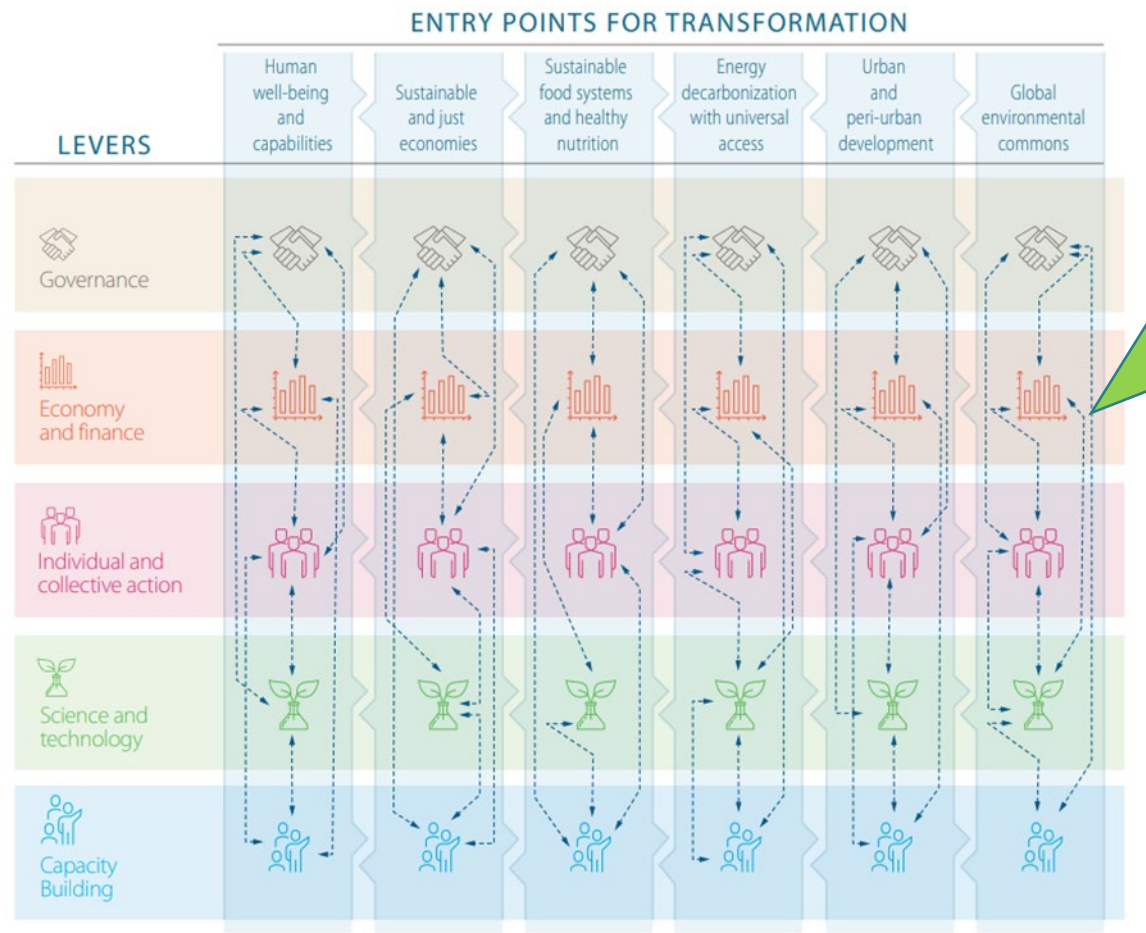 ENTRY POINTS FOR TRANSFORMATION
LEVERS
Human
well-being
and
capabilities
Sustainable
and just
economies
Sustainable
food systems
and healthy
nutrition
Energy
decarbonization
with universal
access
Urban
and
peri-urban
development
Global
environmental
commons
Governance
Economy
and finance
Individual and
collective action
Science and
technology
Capacity
Building